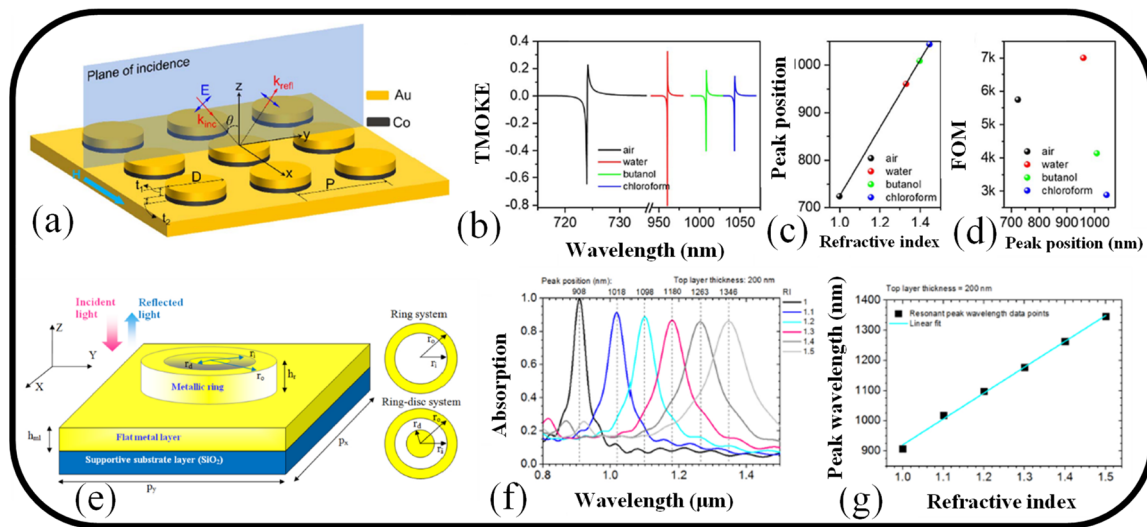 (a)
Plane of incidence
E
k_refl
k_inc
z
θ
y
x
D
P
t₁
t₂
H
Au
Co
(b)
TMOKE
0.4
0.2
0.0
-0.2
-0.4
-0.6
-0.8
air
water
butanol
chloroform
720
730
950
1000
1050
Wavelength (nm)
(c)
Peak position
1000
900
800
700
air
water
butanol
chloroform
1.0
1.2
1.4
Refractive index
(d)
FOM
7k
6k
5k
4k
3k
air
water
butanol
chloroform
700
800
900
1000
Peak position (nm)
(e)
Incident light
Reflected light
Z
Y
X
r_d
r_i
r_o
Metallic ring
h_r
h_ml
Flat metal layer
Supportive substrate layer (SiO₂)
p_y
p_x
Ring system
r_o
r_i
Ring-disc system
r_d
r_o
r_i
(f)
Peak position (nm):
Top layer thickness: 200 nm
908
1018
1098
1180
1263
1346
RI
1
1.1
1.2
1.3
1.4
1.5
Absorption
1.0
0.8
0.6
0.4
0.2
0.0
0.8
1.0
1.2
1.4
Wavelength (μm)
(g)
Top layer thickness = 200 nm
Resonant peak wavelength data points
Linear fit
Peak wavelength (nm)
1400
1300
1200
1100
1000
900
1.0
1.1
1.2
1.3
1.4
1.5
Refractive index